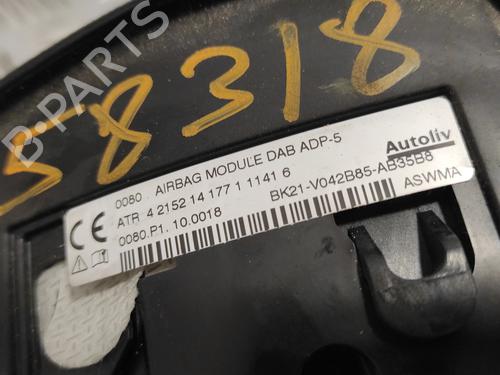 B-PARTS
58318
0080 AIRBAG MODULE DAB ADP-5
Autoliv
ATR 4 2152 14 177 1 1141 6
BK21-V042B85-AB35B8
0080.P1. 10.0018
ASWMA
CE